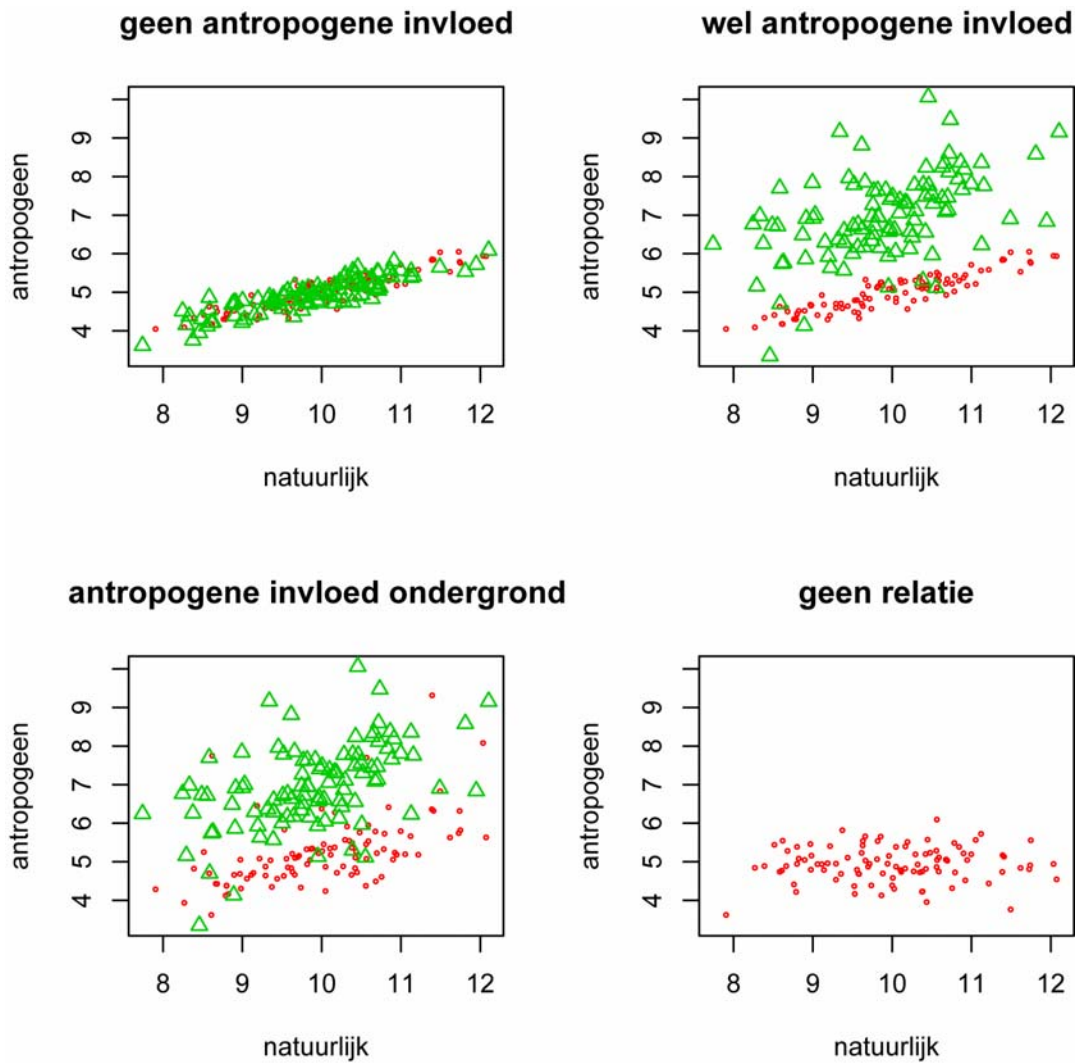 geen antropogene invloed
antropogeen
9
8
7
6
5
4
8 9 10 11 12
natuurlijk
wel antropogene invloed
antropogeen
9
8
7
6
5
4
8 9 10 11 12
natuurlijk
antropogene invloed ondergrond
antropogeen
9
8
7
6
5
4
8 9 10 11 12
natuurlijk
geen relatie
antropogeen
9
8
7
6
5
4
8 9 10 11 12
natuurlijk